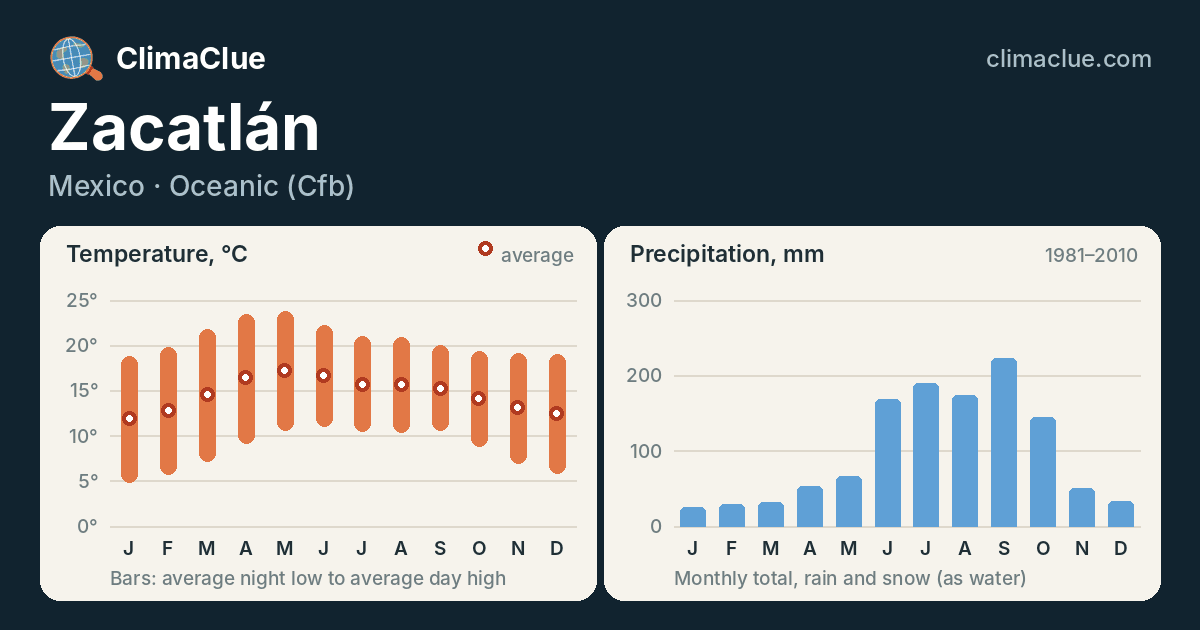 ClimaClue
climaclue.com
Zacatlán
Mexico · Oceanic (Cfb)
Temperature, °C
average
25°
20°
15°
10°
5°
0°
J F M A M J J A S O N D
Bars: average night low to average day high
Precipitation, mm
1981–2010
300
200
100
0
J F M A M J J A S O N D
Monthly total, rain and snow (as water)